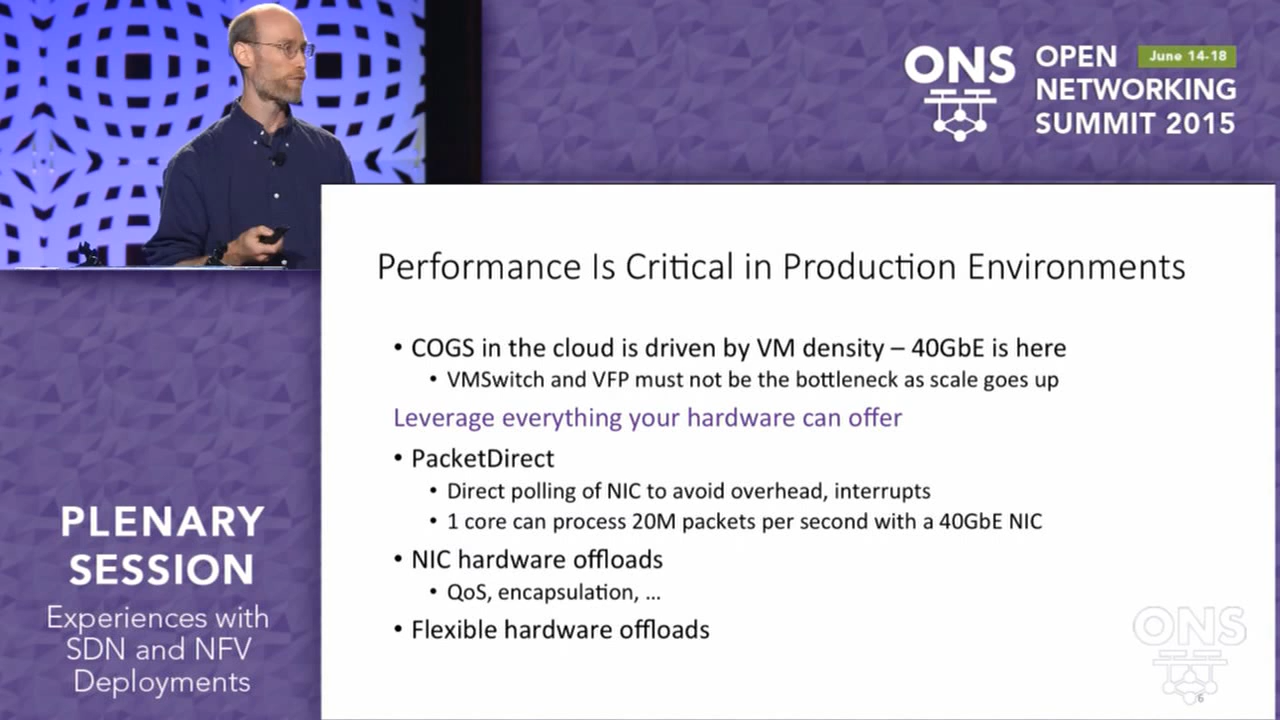 ONS
OPEN
June 14-18
NETWORKING
SUMMIT 2015
Performance Is Critical in Production Environments
• COGS in the cloud is driven by VM density – 40GbE is here
• VMSwitch and VFP must not be the bottleneck as scale goes up
Leverage everything your hardware can offer
• PacketDirect
• Direct polling of NIC to avoid overhead, interrupts
• 1 core can process 20M packets per second with a 40GbE NIC
• NIC hardware offloads
• QoS, encapsulation, ...
• Flexible hardware offloads
PLENARY
SESSION
Experiences with
SDN and NFV
Deployments
ONS
6